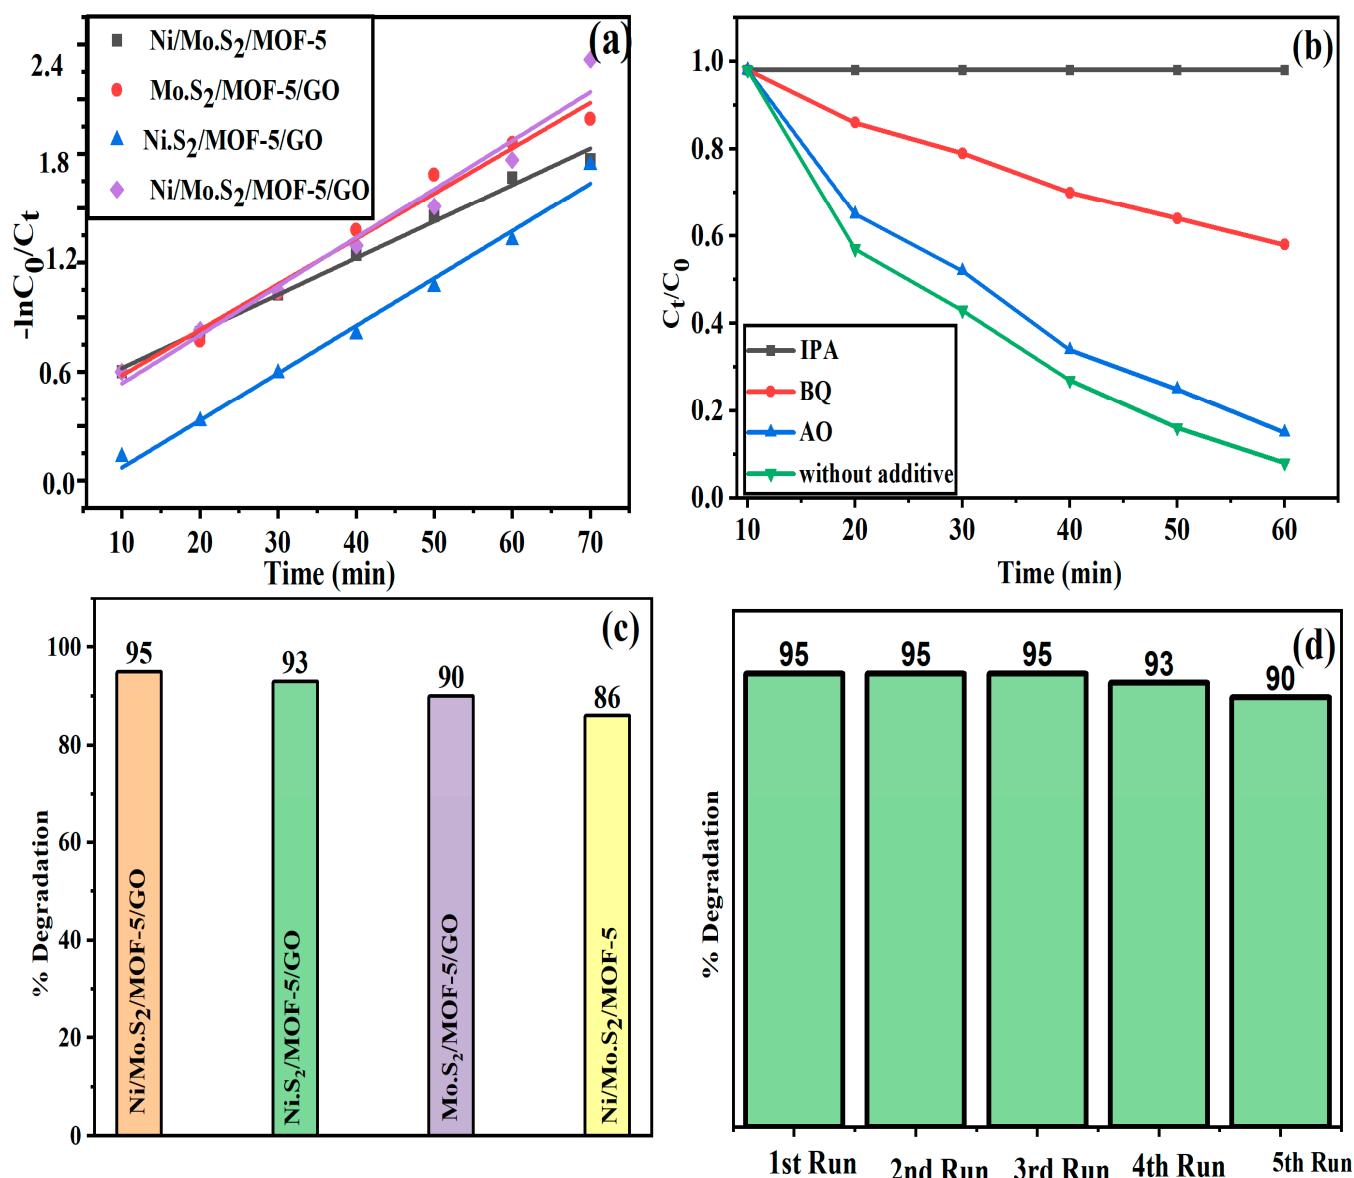 (a)
Ni/Mo.S2/MOF-5
Mo.S2/MOF-5/GO
Ni.S2/MOF-5/GO
Ni/Mo.S2/MOF-5/GO
-lnC0/Ct
2.4
1.8
1.2
0.6
0.0
10 20 30 40 50 60 70
Time (min)
(b)
Ct/C0
1.0
0.8
0.6
0.4
0.2
0.0
IPA
BQ
AO
without additive
10 20 30 40 50 60
Time (min)
(c)
% Degradation
100
80
60
40
20
0
95 93 90 86
Ni/Mo.S2/MOF-5/GO
Ni.S2/MOF-5/GO
Mo.S2/MOF-5/GO
Ni/Mo.S2/MOF-5
(d)
% Degradation
95 95 95 93 90
1st Run 2nd Run 3rd Run 4th Run 5th Run